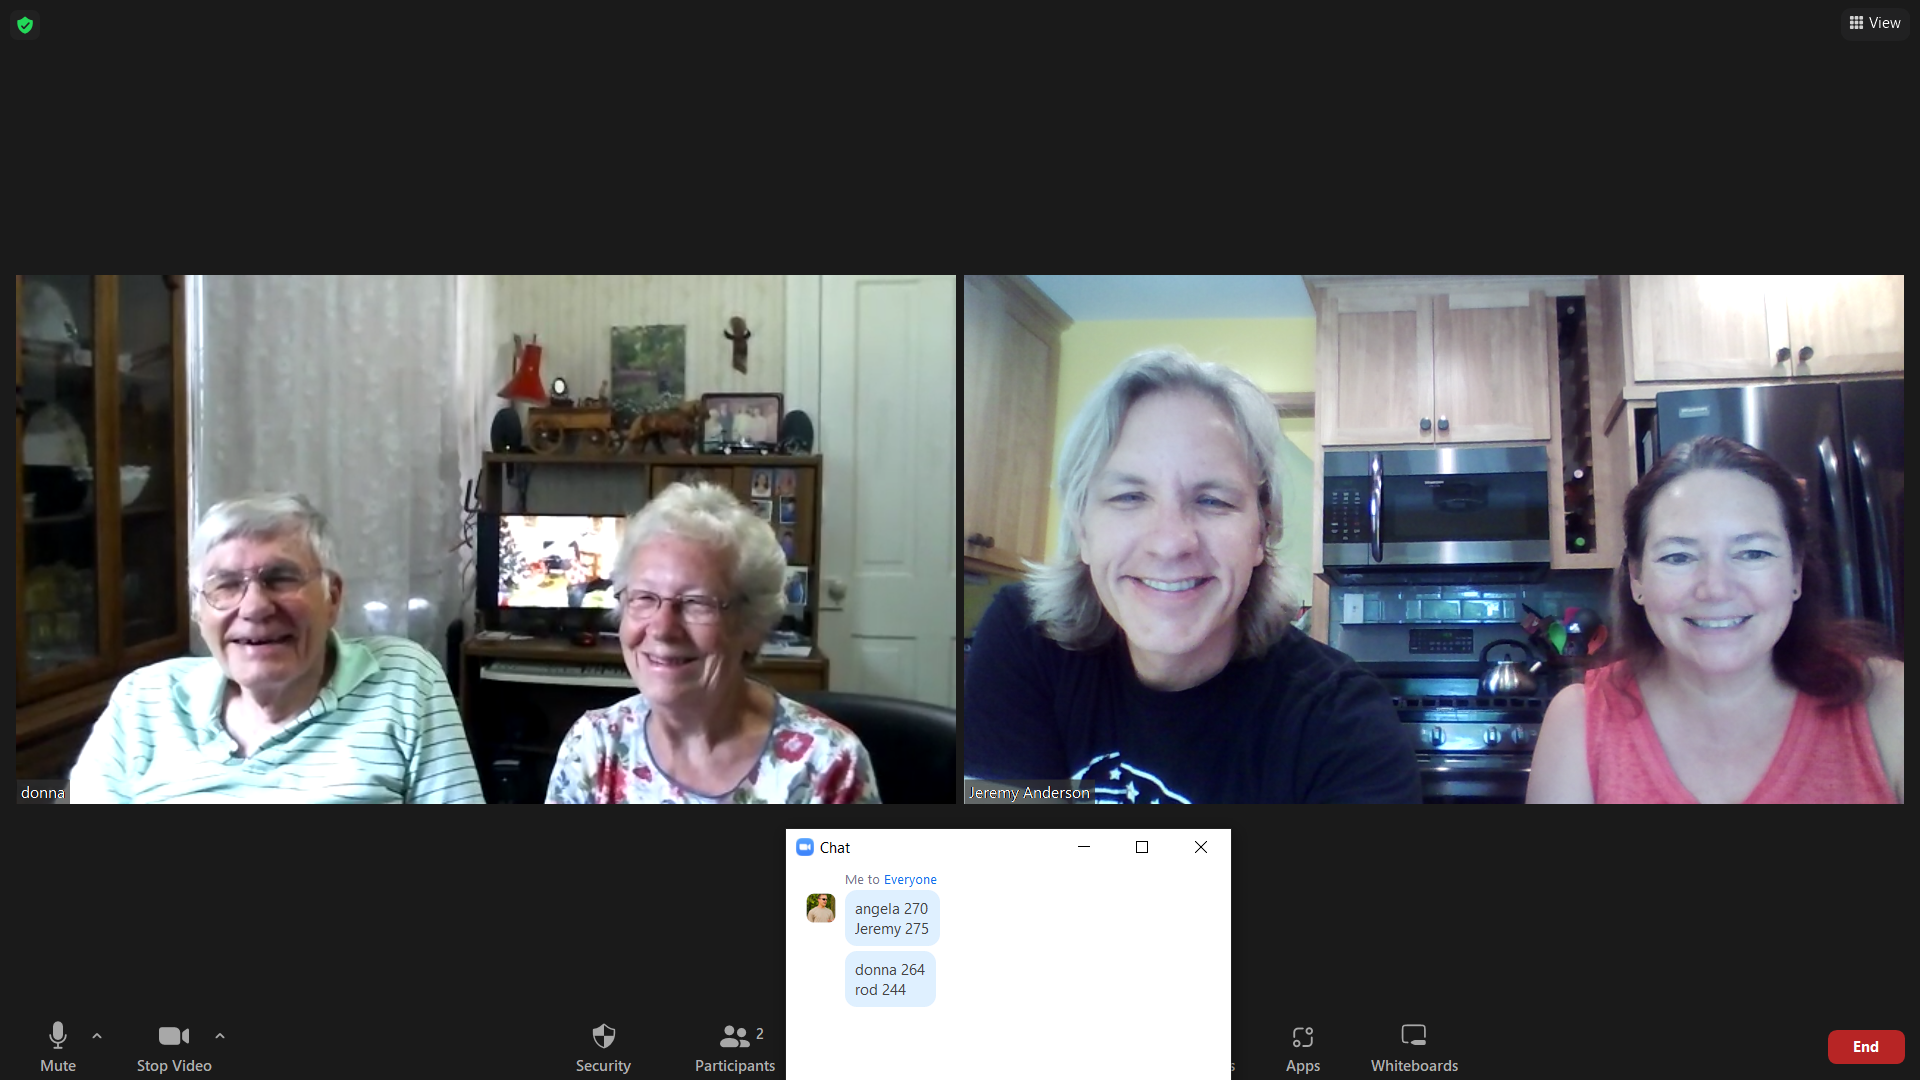 View
donna
Jeremy Anderson
Chat
Me to Everyone
angela 270
Jeremy 275
donna 264
rod 244
2
Mute
Stop Video
Security
Participants
Apps
Whiteboards
End